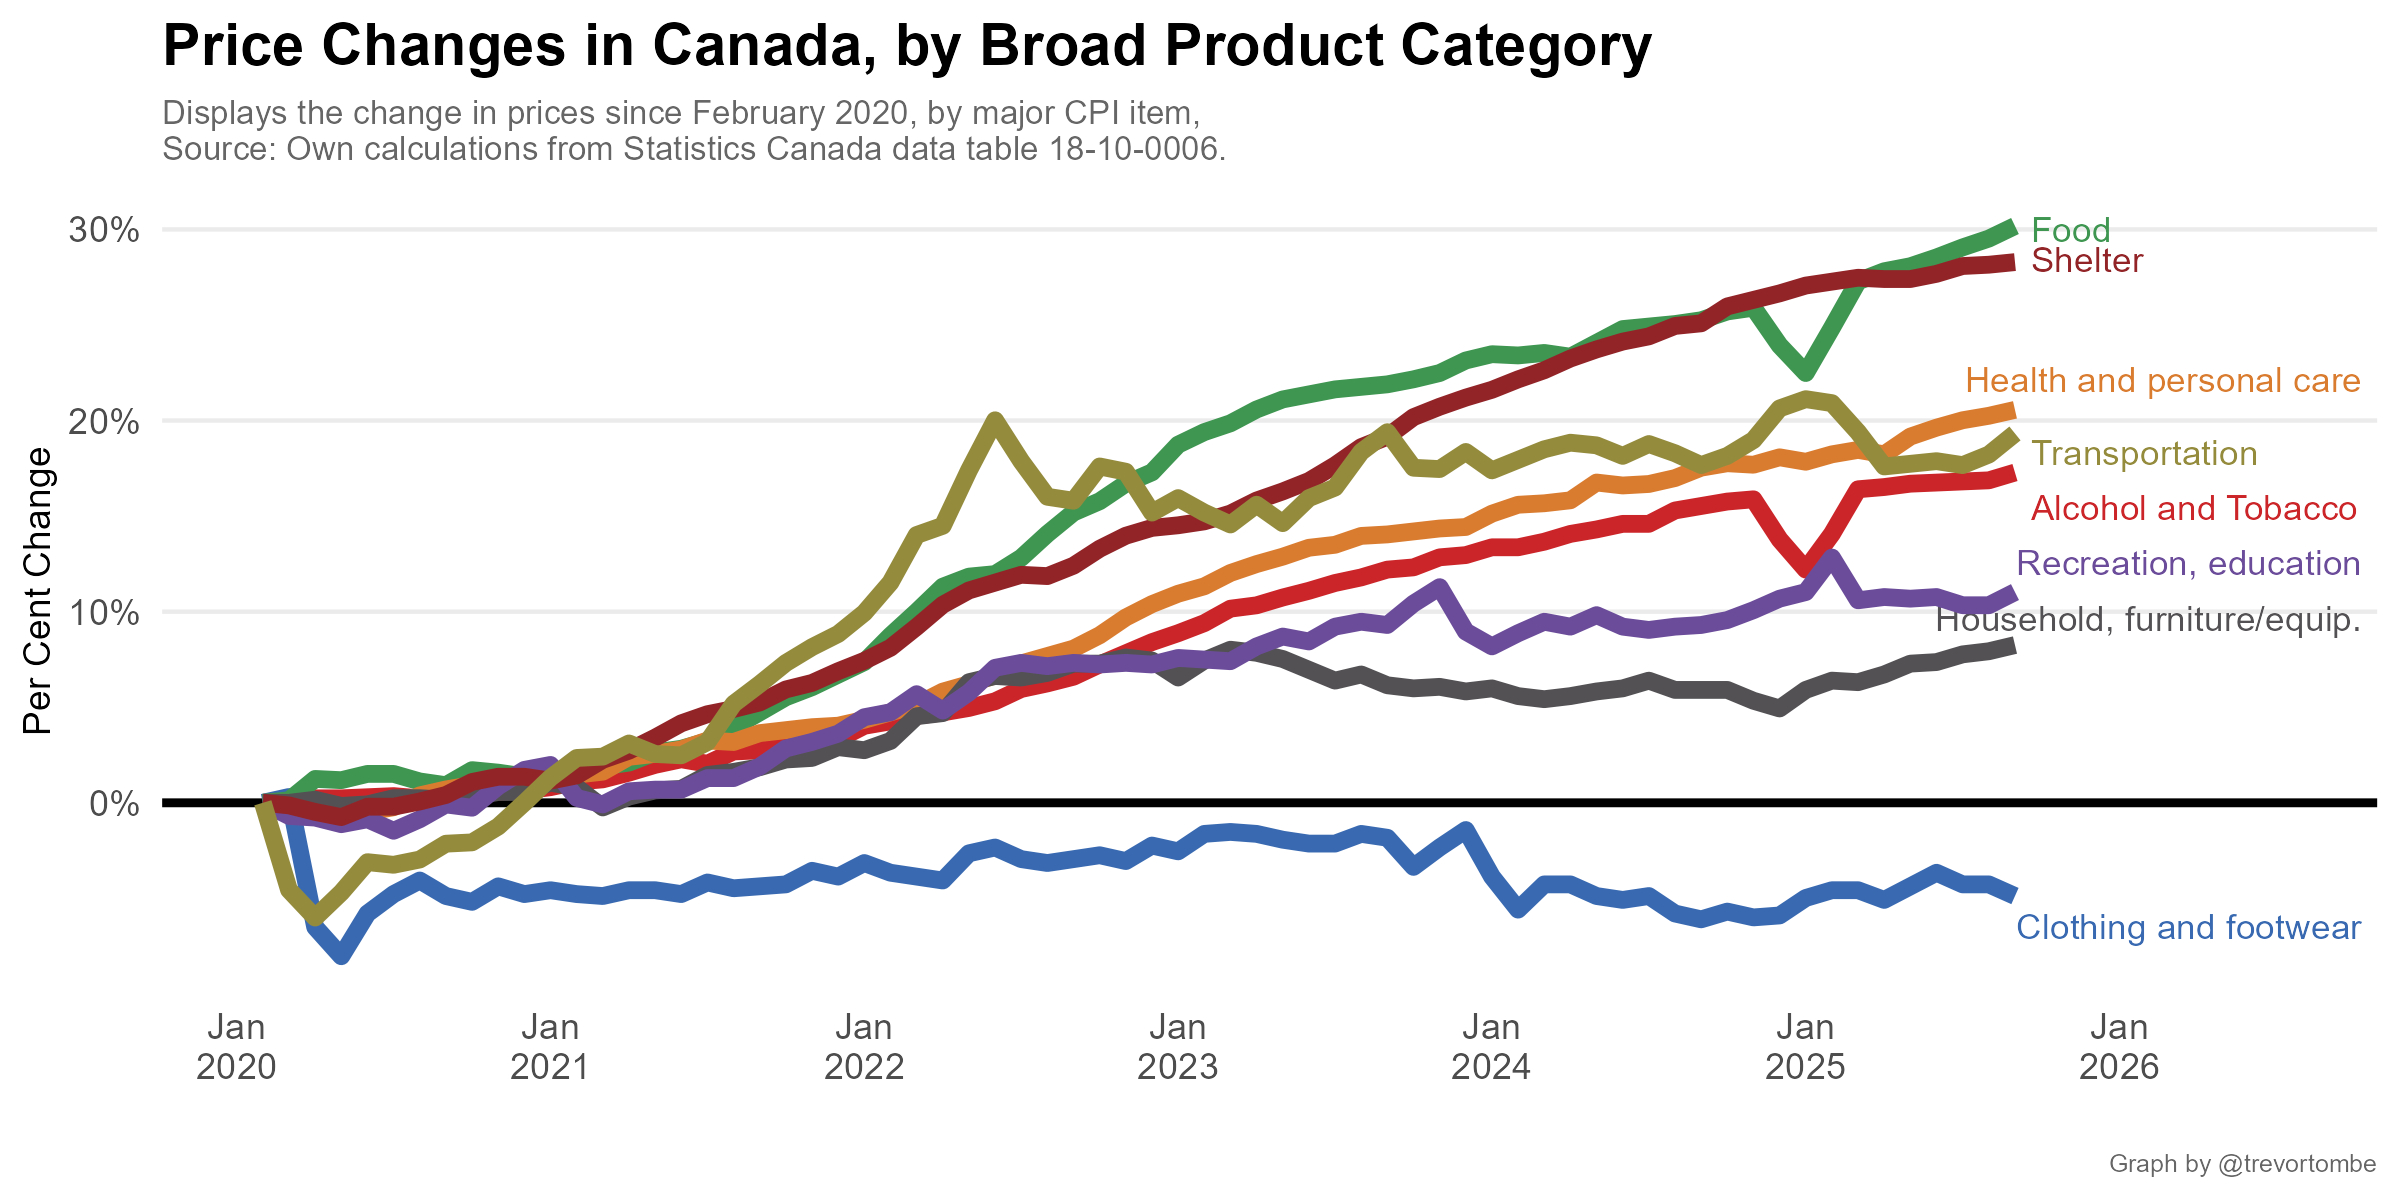 Price Changes in Canada, by Broad Product Category
Displays the change in prices since February 2020, by major CPI item,
Source: Own calculations from Statistics Canada data table 18-10-0006.
Per Cent Change
30%
20%
10%
0%
Food
Shelter
Health and personal care
Transportation
Alcohol and Tobacco
Recreation, education
Household, furniture/equip.
Clothing and footwear
Jan
2020
Jan
2021
Jan
2022
Jan
2023
Jan
2024
Jan
2025
Jan
2026
Graph by @trevortombe